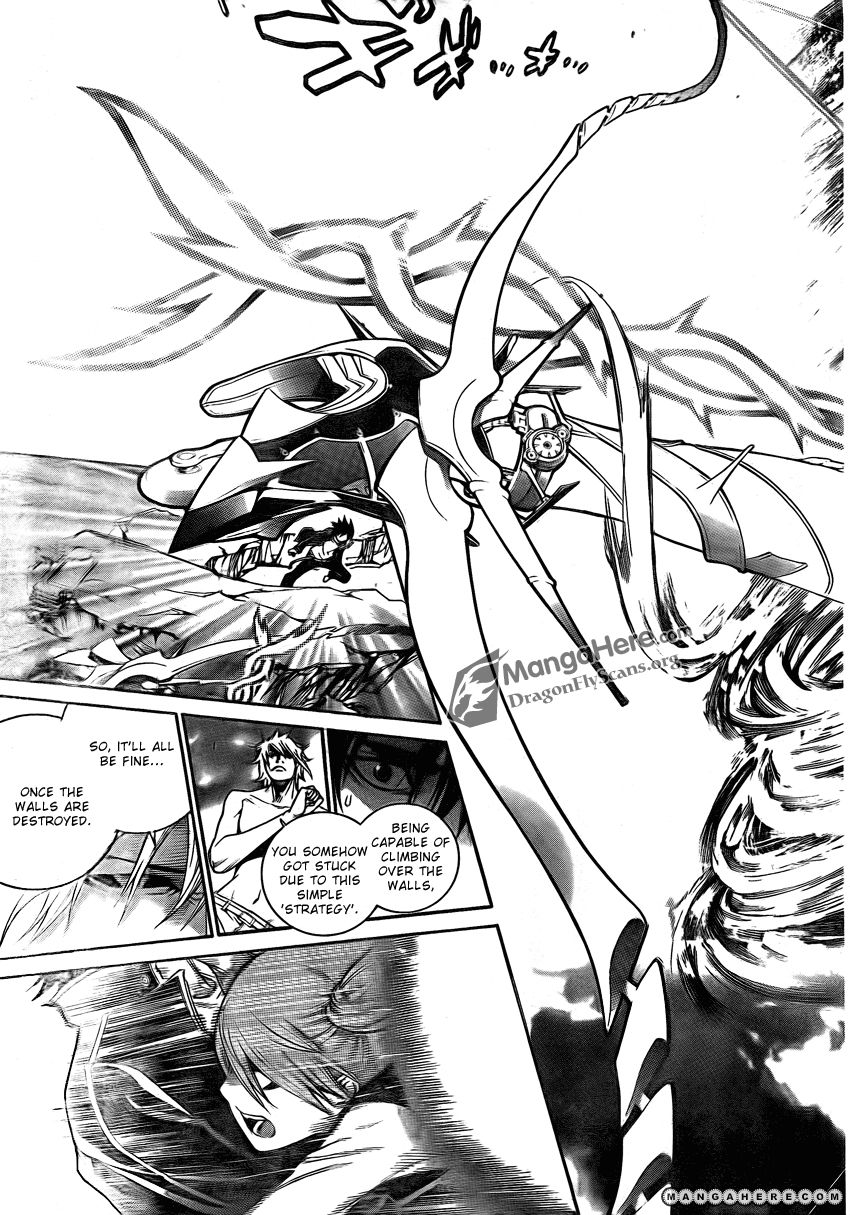 ギ
ギ
…ギ…
MANGAHERE.com
DRAGONFLYSCANS.org
BEING
CAPABLE OF
CLIMBING
OVER THE
WALLS,
YOU SOMEHOW
GOT STUCK
DUE TO THIS
SIMPLE
'STRATEGY'.
SO, IT'LL ALL
BE FINE...
ONCE THE
WALLS ARE
DESTROYED.
MANGAHERE.COM